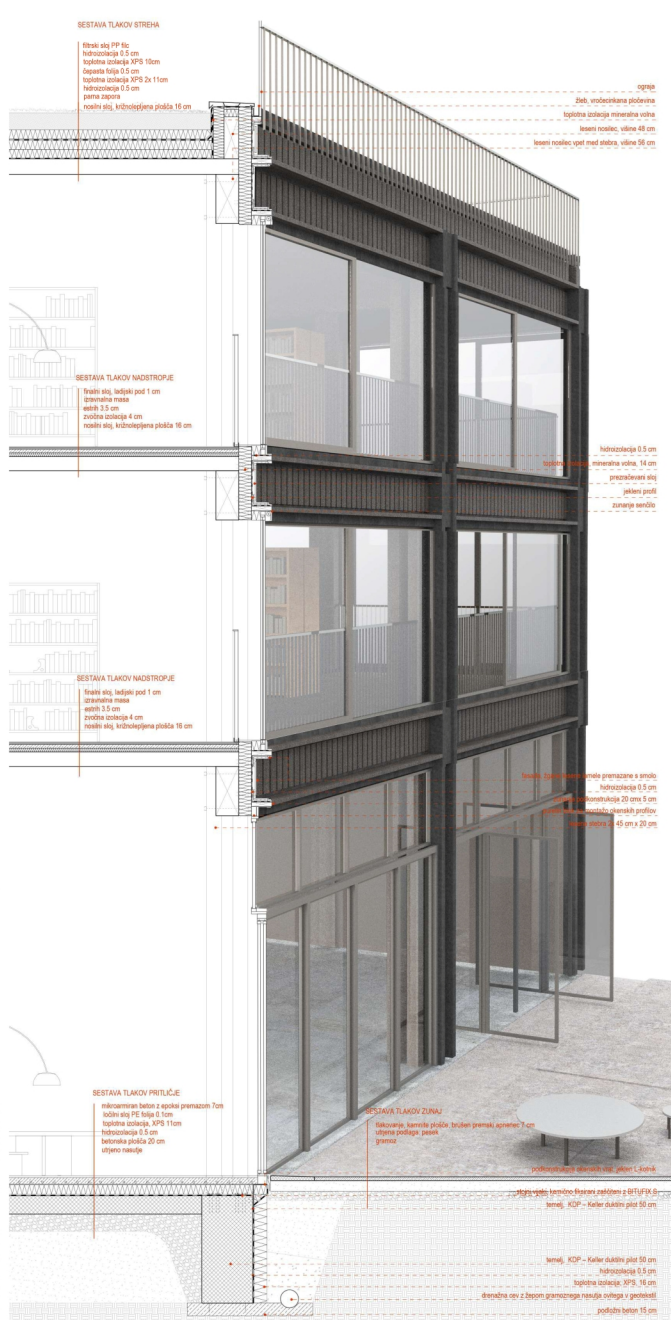 SESTAVA TLAKOV STREHA
filtrski sloj PP filc
hidroizolacija 0.5 cm
toplotna izolacija XPS 10cm
čapasta folija 0.5 cm
toplotna izolacija XPS 2x 11cm
hidroizolacija 0.5 cm
parna zapora
nosilni sloj, križnolepljena plošča 16 cm
ograja
žleb, vročecinkana pločevina
toplotna izolacija mineralna volna
leseni nosilec, višine 48 cm
leseni nosilec vpet med stebra, višine 56 cm
SESTAVA TLAKOV NADSTROPJE
finalni sloj, ladijski pod 1 cm
izravnalna masa
estrih 3.5 cm
zvočna izolacija 4 cm
nosilni sloj, križnolepljena plošča 16 cm
hidroizolacija 0.5 cm
mineralna volna, 14 cm
prezračevani sloj
jekleni profil
zunanje senčilo
SESTAVA TLAKOV NADSTROPJE
finalni sloj, ladijski pod 1 cm
izravnalna masa
estrih 3.5 cm
zvočna izolacija 4 cm
nosilni sloj, križnolepljena plošča 16 cm
premazane s smolo
hidroizolacija 0.5 cm
20 cmx 5 cm
okenskih profilov
45 cm x 20 cm
SESTAVA TLAKOV PRITLIČJE
mikroarmiran beton z epoksi premazom 7cm
ločilni sloj PE folija 0.1cm
toplotna izolacija, XPS 11cm
hidroizolacija 0.5 cm
betonska plošča 20 cm
utrjeno nasutje
SESTAVA TLAKOV ZUNAJ
tlakovanje, kamnite plošče, brušen premski apnenec 7 cm
utrjena podlaga: pesek
gramoz
jeklen L-kotnik
kemično fiksirani zaščiteni z BITUFIX S
temelj, KDP – Keller duktilni pilot 50 cm
temelj, KDP – Keller duktilni pilot 50 cm
hidroizolacija 0.5 cm
toplotna izolacija: XPS, 16 cm
drenažna cev z žepom gramoznega nasutja ovitega v geotekstil
podložni beton 15 cm